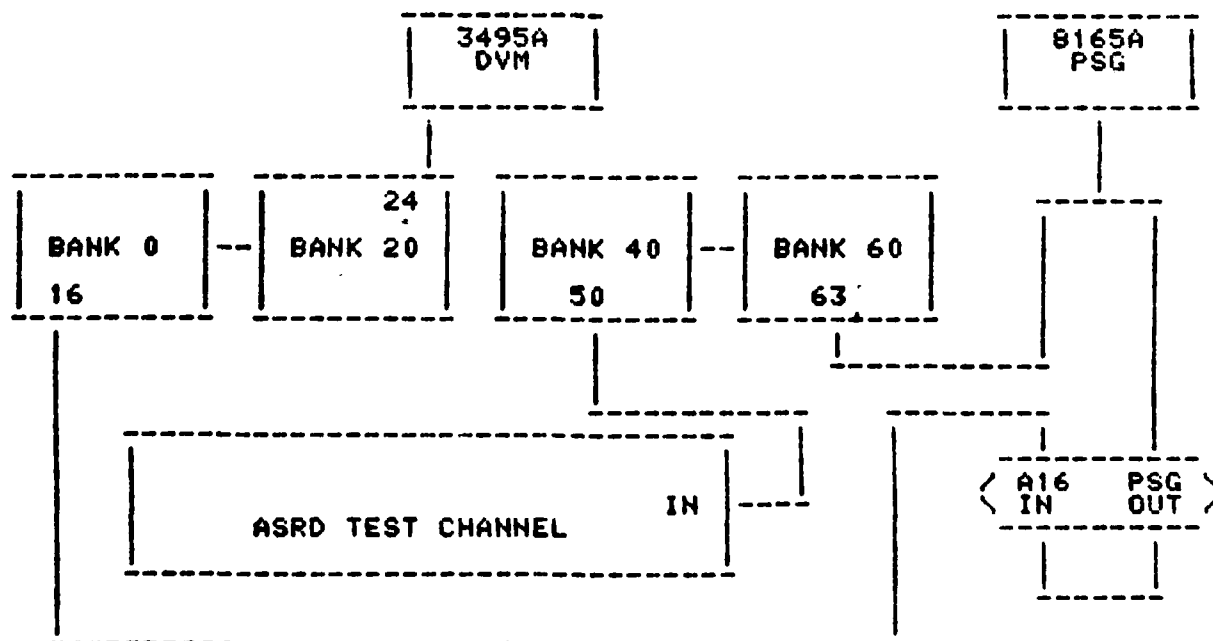 3495A
DVM
8165A
PSG
24
BANK 0
BANK 20
BANK 40
BANK 60
16
50
63
IN
ASRD TEST CHANNEL
A16 PSG
IN OUT